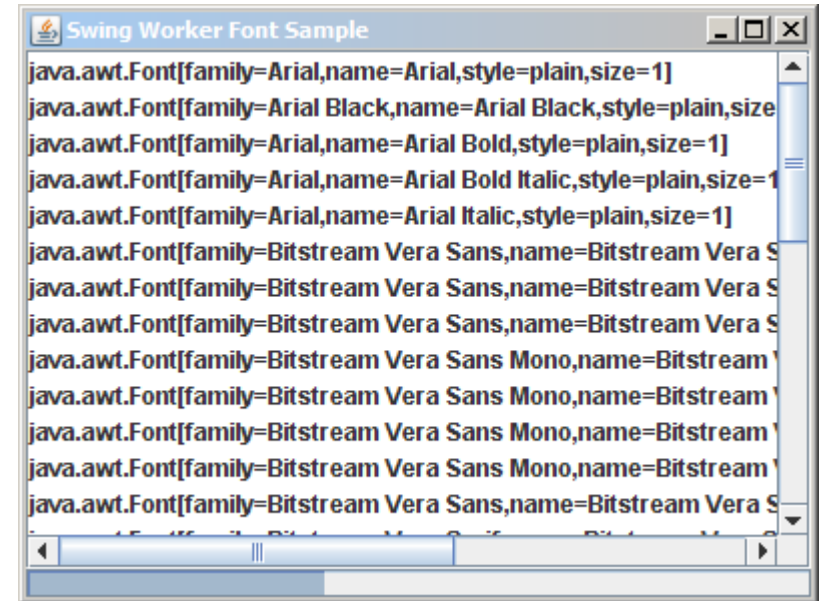 Swing Worker Font Sample
java.awt.Font[family=Arial,name=Arial,style=plain,size=1]
java.awt.Font[family=Arial Black,name=Arial Black,style=plain,size
java.awt.Font[family=Arial,name=Arial Bold,style=plain,size=1]
java.awt.Font[family=Arial,name=Arial Bold Italic,style=plain,size=1
java.awt.Font[family=Arial,name=Arial Italic,style=plain,size=1]
java.awt.Font[family=Bitstream Vera Sans,name=Bitstream Vera S
java.awt.Font[family=Bitstream Vera Sans,name=Bitstream Vera S
java.awt.Font[family=Bitstream Vera Sans,name=Bitstream Vera S
java.awt.Font[family=Bitstream Vera Sans Mono,name=Bitstream
java.awt.Font[family=Bitstream Vera Sans Mono,name=Bitstream
java.awt.Font[family=Bitstream Vera Sans Mono,name=Bitstream
java.awt.Font[family=Bitstream Vera Sans Mono,name=Bitstream
java.awt.Font[family=Bitstream Vera Sans,name=Bitstream Vera S